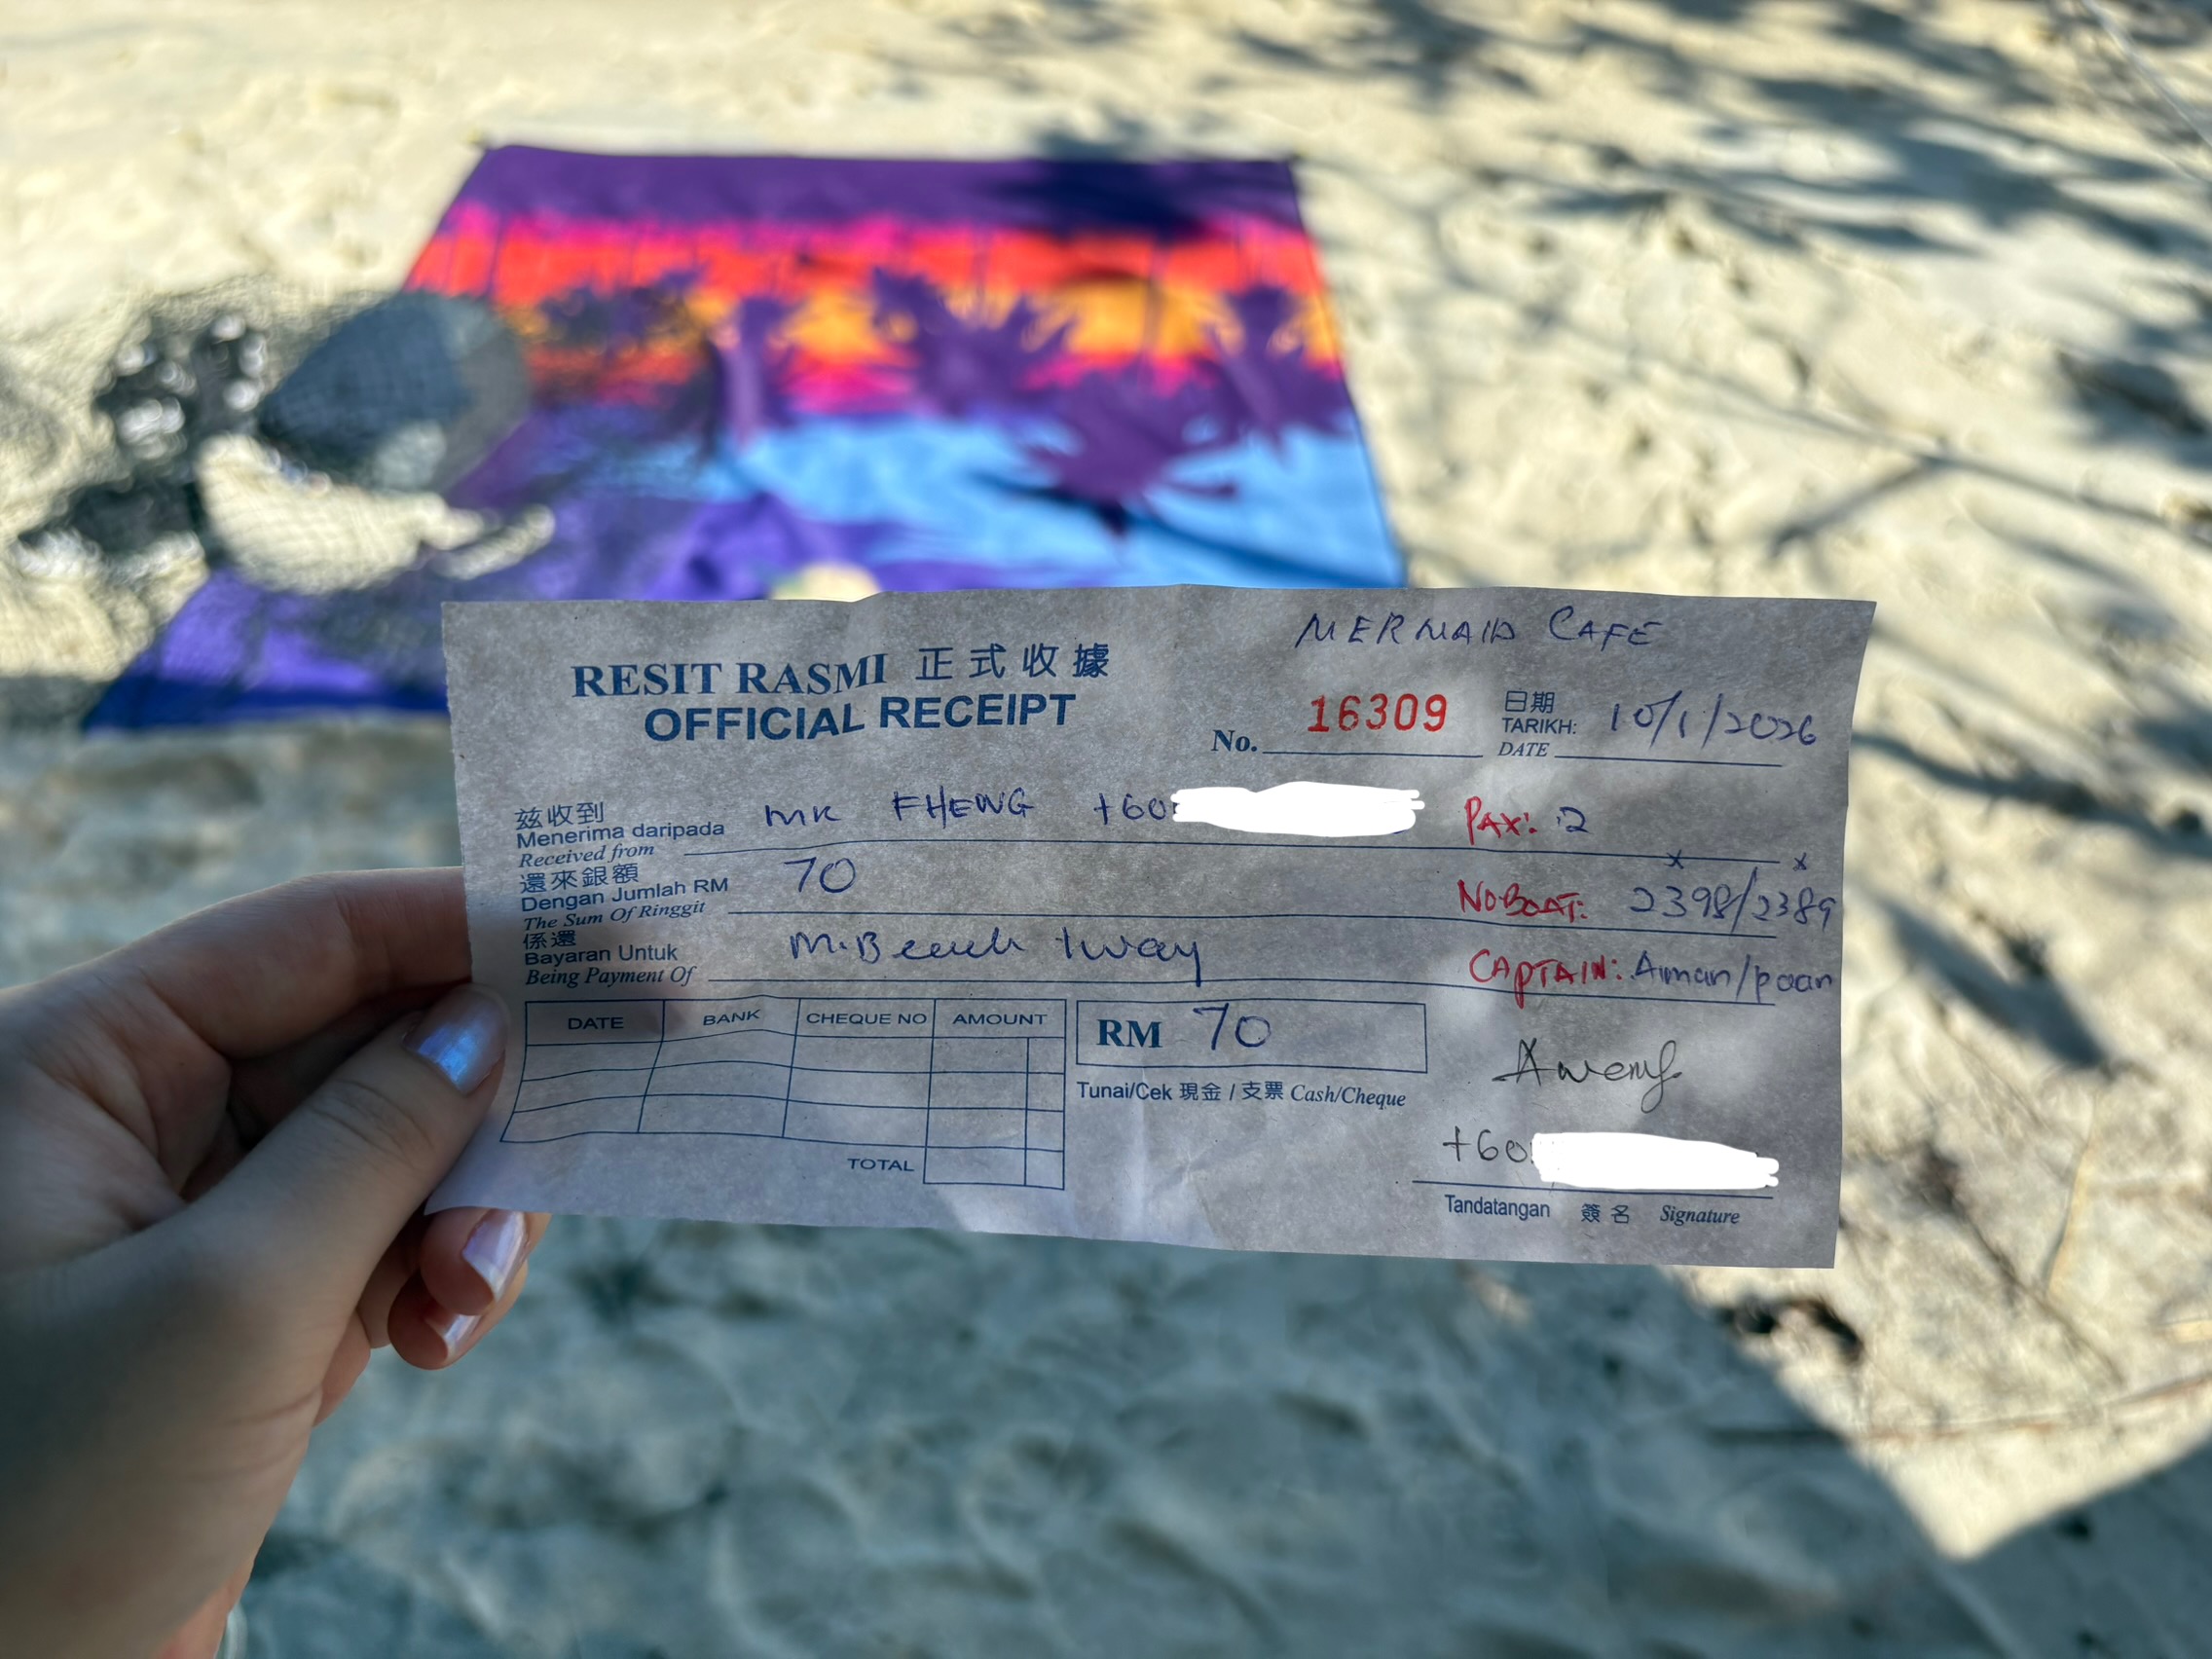 MERMAID CAFE
RESIT RASMI 正式收據
OFFICIAL RECEIPT
No. 16309
日期
TARIKH:
DATE
10/1/2026
茲收到
Menerima daripada
Received from
MR FHENG +60
PAX: 2
還來銀額
Dengan Jumlah RM
The Sum Of Ringgit
70
NO.BOAT: 2398/2389
係還
Bayaran Untuk
Being Payment Of
M.Beach 1way
CAPTAIN: Aiman/poan
DATE BANK CHEQUE NO AMOUNT
TOTAL
RM 70
Tunai/Cek 現金 / 支票 Cash/Cheque
+60
Tandatangan 簽名 Signature